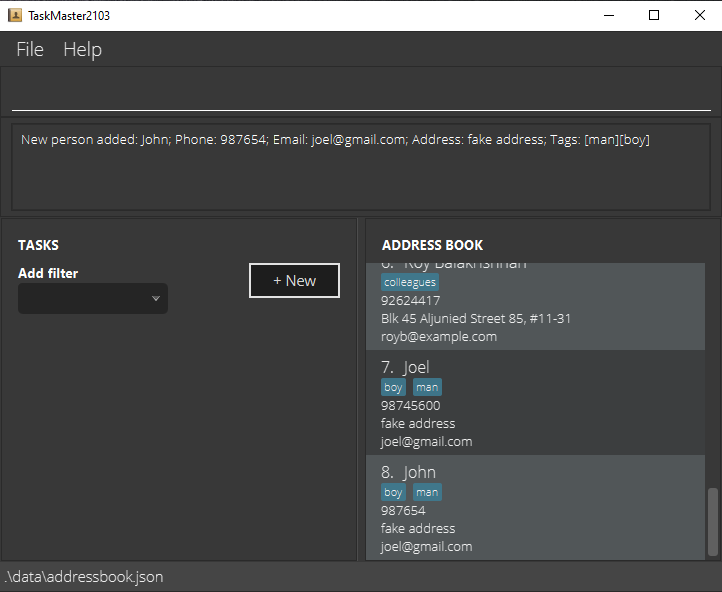 TaskMaster2103
File Help
New person added: John; Phone: 987654; Email: joel@gmail.com; Address: fake address; Tags: [man][boy]
TASKS
Add filter
+ New
ADDRESS BOOK
6. Roy Balakrishnan
colleagues
92624417
Blk 45 Aljunied Street 85, #11-31
royb@example.com
7. Joel
boy man
98745600
fake address
joel@gmail.com
8. John
boy man
987654
fake address
joel@gmail.com
.\data\addressbook.json